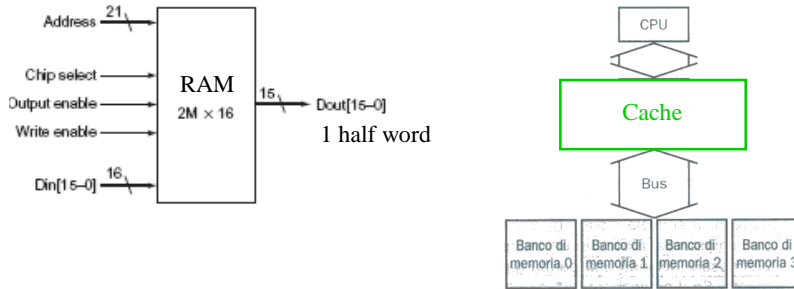 Address
21
Chip select
Output enable
Write enable
Din[15–0]
16
RAM
2M × 16
15
Dout[15–0]
1 half word
CPU
Cache
Bus
Banco di
memoria 0
Banco di
memoria 1
Banco di
memoria 2
Banco di
memoria 3